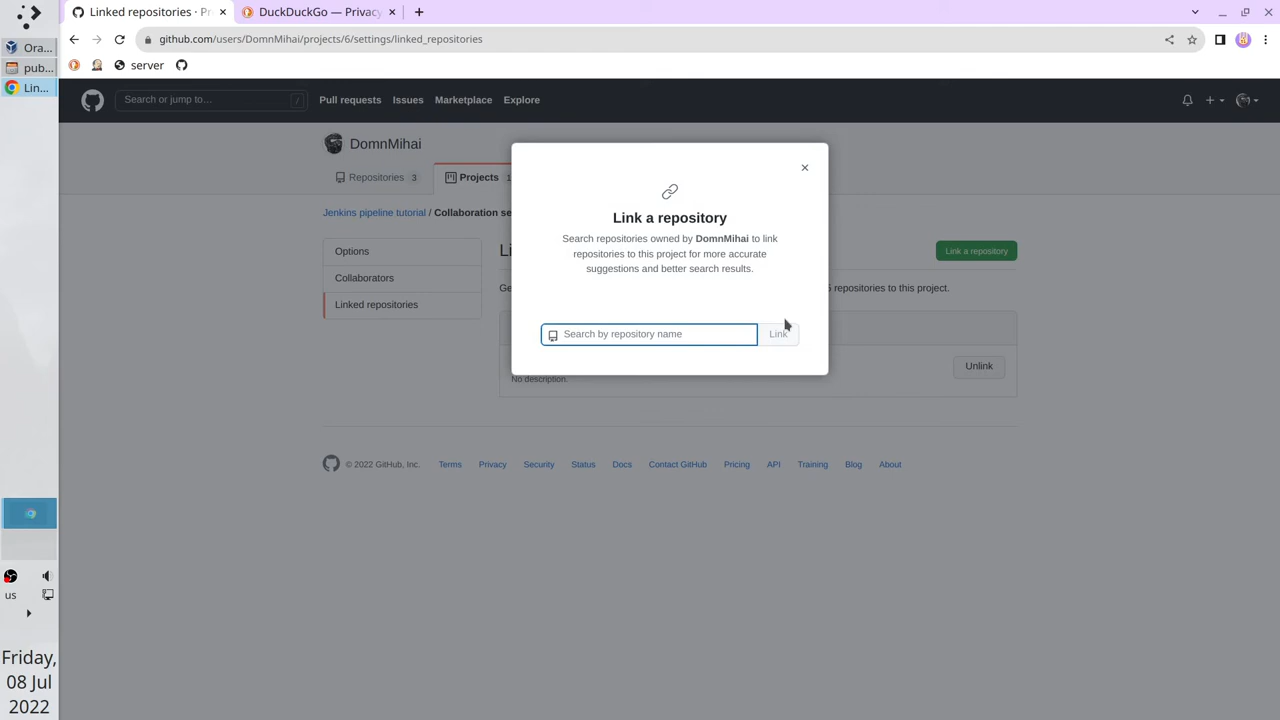 Linked repositories · Pr
DuckDuckGo — Privacy
github.com/users/DomnMihai/projects/6/settings/linked_repositories
server
Ora...
pub...
Lin...
Search or jump to…
/
Pull requests
Issues
Marketplace
Explore
DomnMihai
Repositories 3
Projects 1
Jenkins pipeline tutorial / Collaboration se
Options
Collaborators
Linked repositories
Li
Link a repository
Ge
5 repositories to this project.
Unlink
No description.
Link a repository
Search repositories owned by DomnMihai to link
repositories to this project for more accurate
suggestions and better search results.
Search by repository name
Link
© 2022 GitHub, Inc.
Terms
Privacy
Security
Status
Docs
Contact GitHub
Pricing
API
Training
Blog
About
us
Friday,
08 Jul
2022